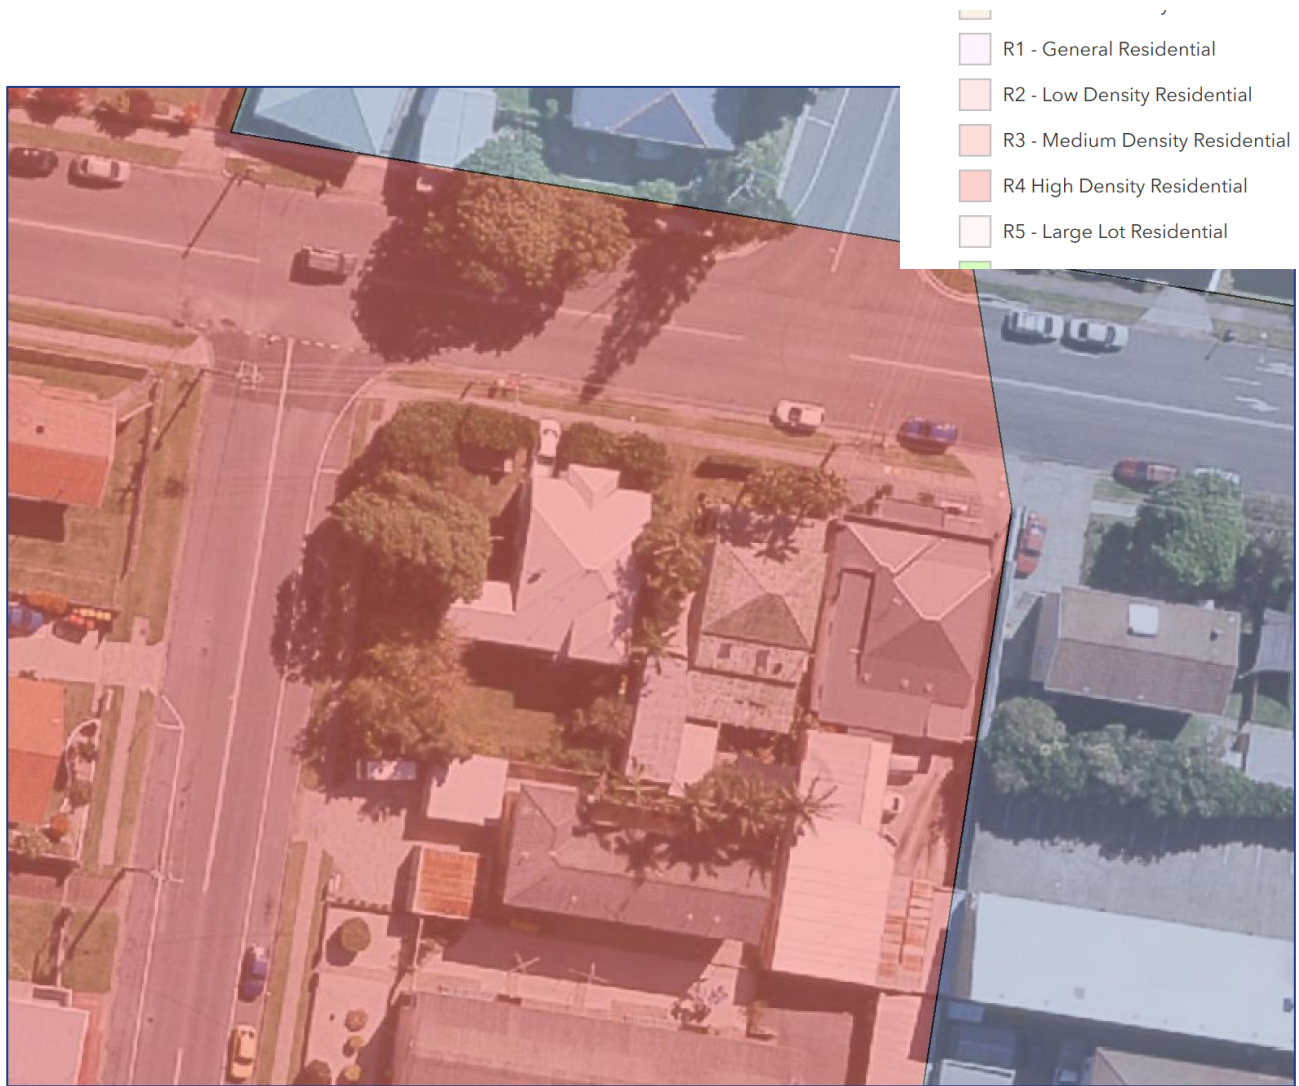 R1 - General Residential
R2 - Low Density Residential
R3 - Medium Density Residential
R4 High Density Residential
R5 - Large Lot Residential